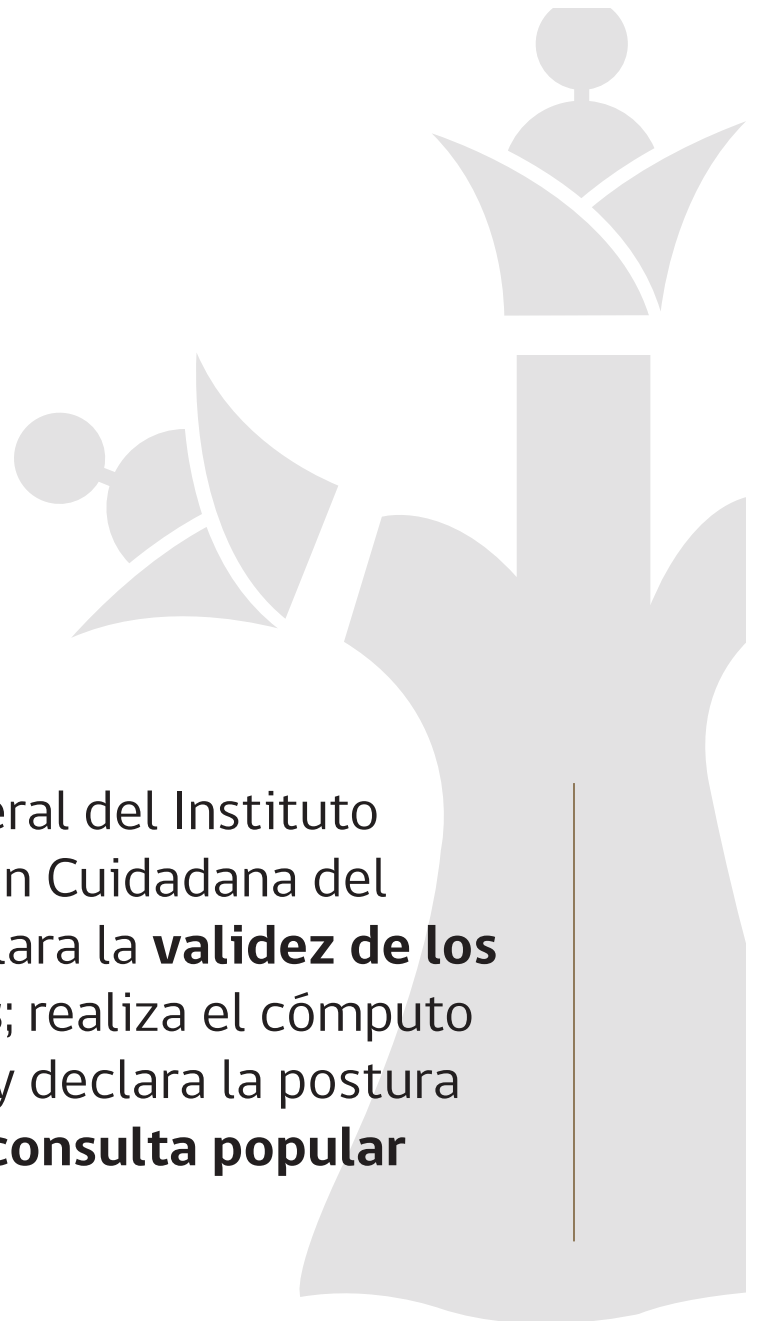 eral del Instituto
n Cuidadana del
lara la validez de los
s; realiza el cómputo
y declara la postura
consulta popular